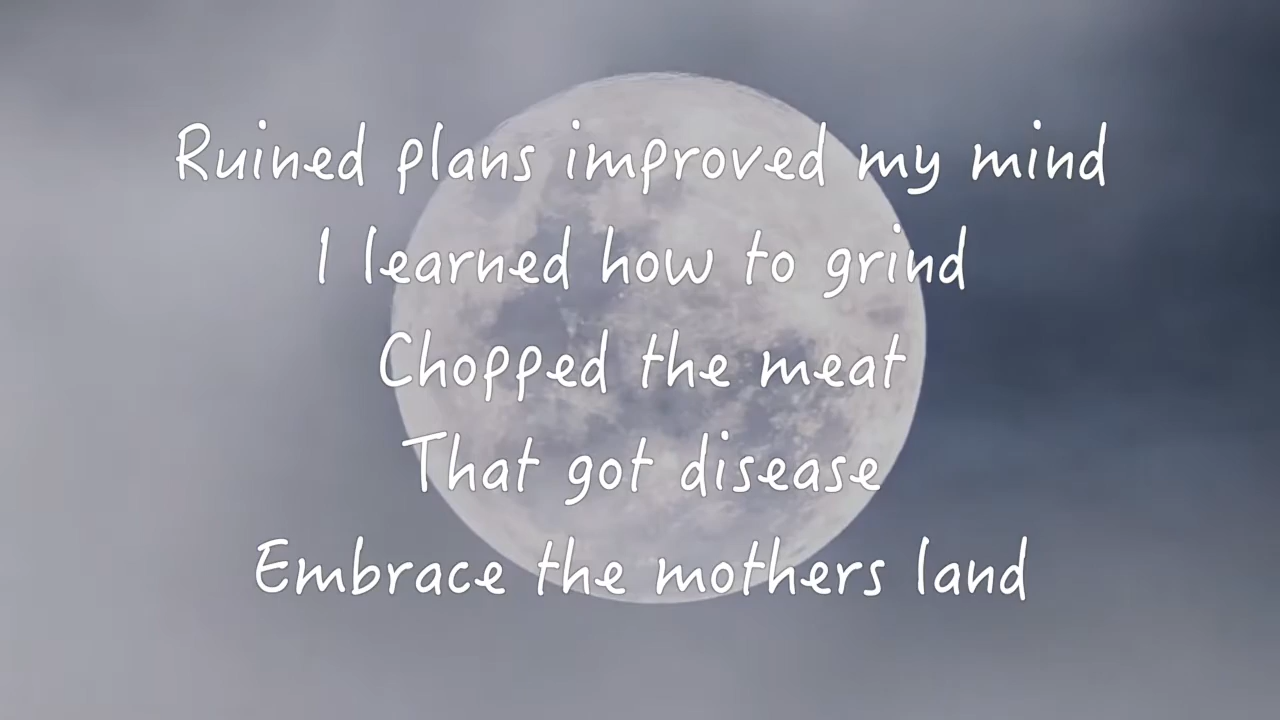 Ruined plans improved my mind
I learned how to grind
Chopped the meat
That got disease
Embrace the mothers land